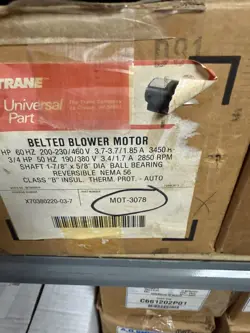 TRANE
Universal
Part
BELTED BLOWER MOTOR
HP 60 HZ 200-230/460 V 3.7-3.7/1.85 A 3450 R
3/4 HP 50 HZ 190/380 V 3.4/1.7 A 2850 RPM
SHAFT 1-7/8" x 5/8" DIA BALL BEARING
REVERSIBLE NEMA 56
CLASS "B" INSUL. THERM. PROT. - AUTO
X70380220-03-7
MOT-3078
C661202P01